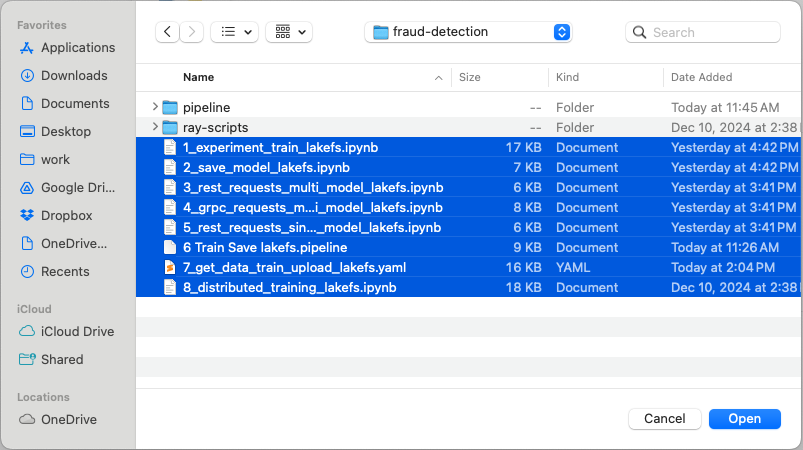 Favorites
Applications
Downloads
Documents
Desktop
work
Google Dri...
Dropbox
OneDrive...
Recents
iCloud
iCloud Drive
Shared
Locations
OneDrive
fraud-detection
Search
Name Size Kind Date Added
pipeline -- Folder Today at 11:45 AM
ray-scripts -- Folder Dec 10, 2024 at 2:38
1_experiment_train_lakefs.ipynb 17 KB Document Yesterday at 4:42 PM
2_save_model_lakefs.ipynb 7 KB Document Yesterday at 4:42 PM
3_rest_requests_multi_model_lakefs.ipynb 6 KB Document Yesterday at 3:41 PM
4_grpc_requests_m...i_model_lakefs.ipynb 8 KB Document Yesterday at 3:41 PM
5_rest_requests_sin..._model_lakefs.ipynb 6 KB Document Yesterday at 3:41 PM
6 Train Save lakefs.pipeline 9 KB Document Today at 11:26 AM
7_get_data_train_upload_lakefs.yaml 16 KB YAML Today at 2:04 PM
8_distributed_training_lakefs.ipynb 18 KB Document Dec 10, 2024 at 2:38
Cancel Open